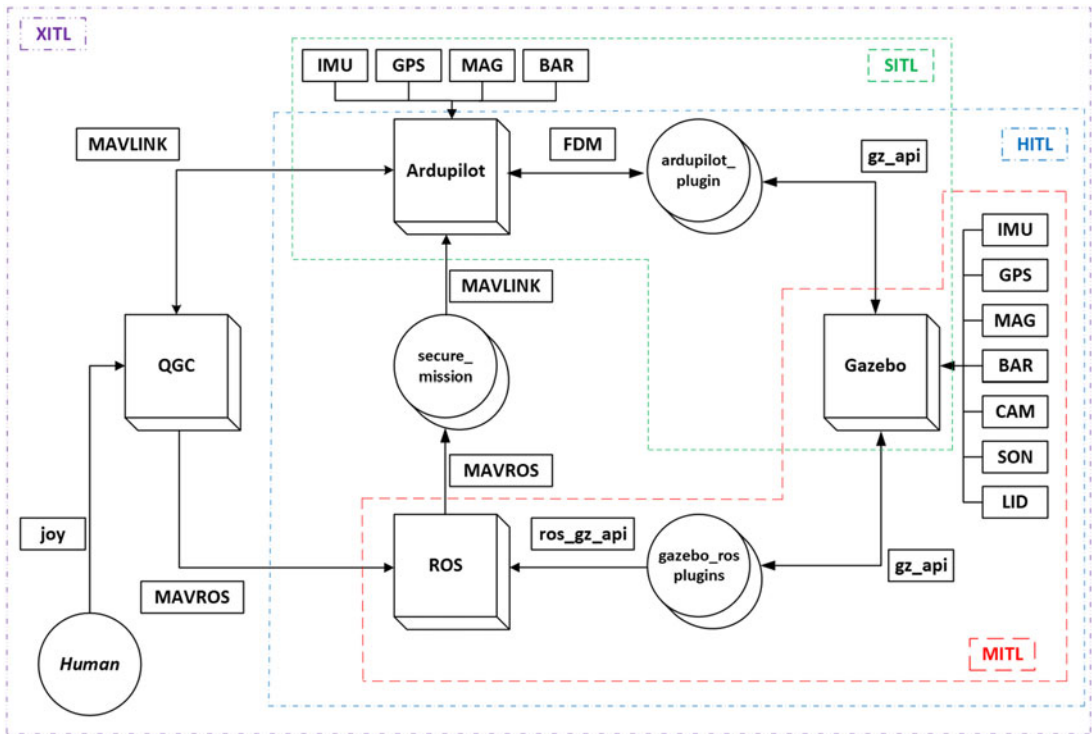 XITL
IMU
GPS
MAG
BAR
SITL
MAVLINK
FDM
HITL
Ardupilot
ardupilot_
plugin
gz_api
IMU
GPS
MAVLINK
MAG
QGC
secure_
mission
Gazebo
BAR
CAM
MAVROS
SON
LID
joy
ros_gz_api
ROS
gazebo_ros
plugins
gz_api
MAVROS
Human
MITL